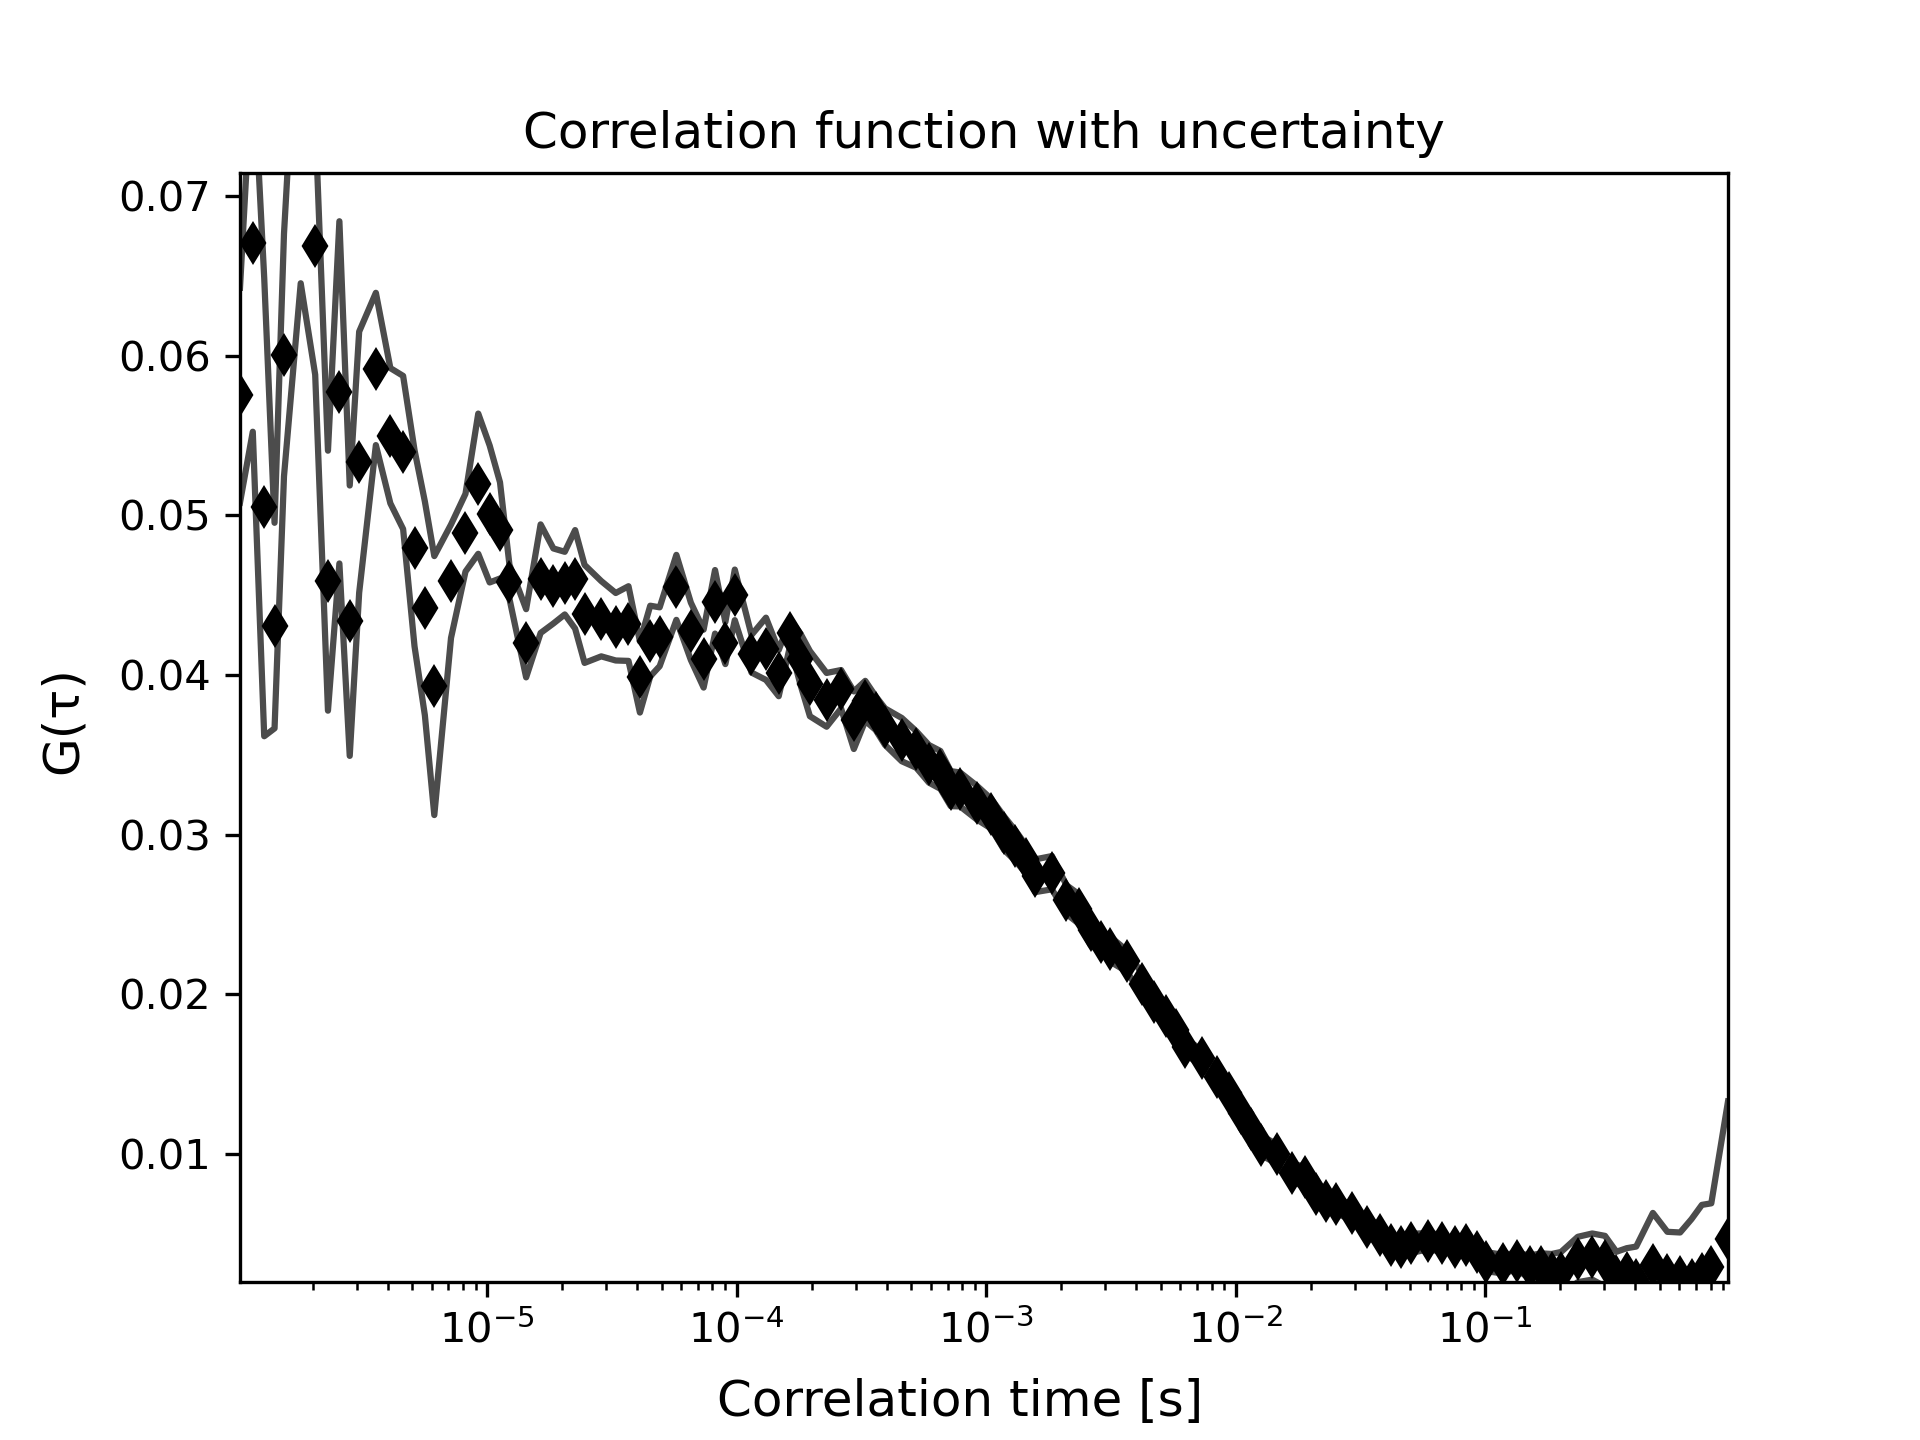 Correlation function with uncertainty
0.07
0.06
0.05
0.04
0.03
0.02
0.01
G(τ)
10⁻⁵ 10⁻⁴ 10⁻³ 10⁻² 10⁻¹
Correlation time [s]